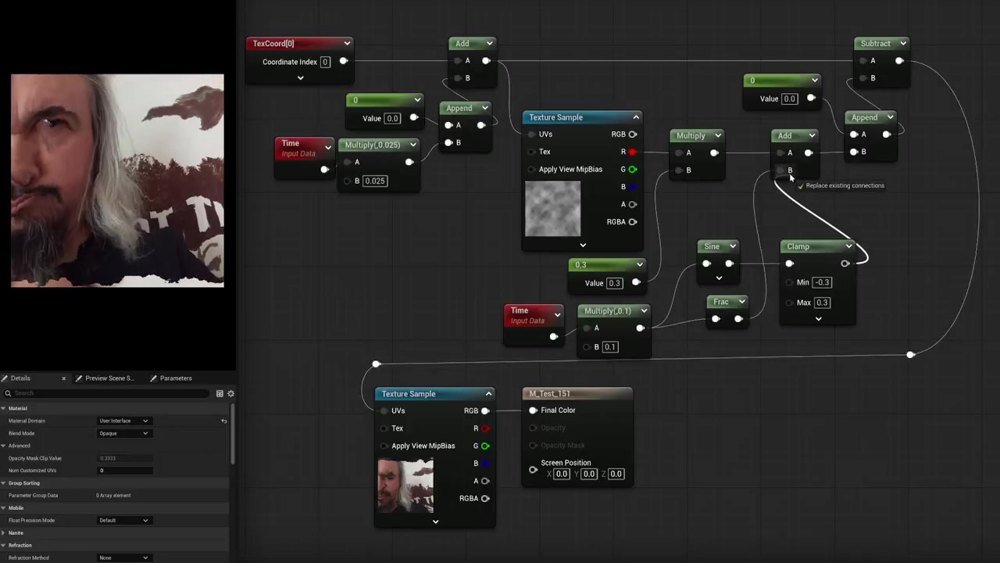 TexCoord[0]
Coordinate Index 0
Add
A
B
0
Value 0.0
Append
A
B
Time
Input Data
Multiply(,0.025)
A
B 0.025
Texture Sample
UVs RGB
Tex R
Apply View MipBias G
B
A
RGBA
0.3
Value 0.3
Multiply
A
B
Add
A
B
Replace existing connections
0
Value 0.0
Append
A
B
Subtract
A
B
Sine
Frac
Clamp
Min -0.3
Max 0.3
Time
Input Data
Multiply(,0.1)
A
B 0.1
Texture Sample
UVs RGB
Tex R
Apply View MipBias G
B
A
RGBA
M_Test_151
Final Color
Opacity
Opacity Mask
Screen Position
X 0.0 Y 0.0 Z 0.0
Details
Preview Scene S...
Parameters
Search
Material
Material Domain User Interface
Blend Mode Opaque
Advanced
Opacity Mask Clip Value 0.3333
Num Customized UVs 0
Group Sorting
Parameter Group Data 0 Array element
Mobile
Float Precision Mode Default
Nanite
Refraction
Refraction Method None